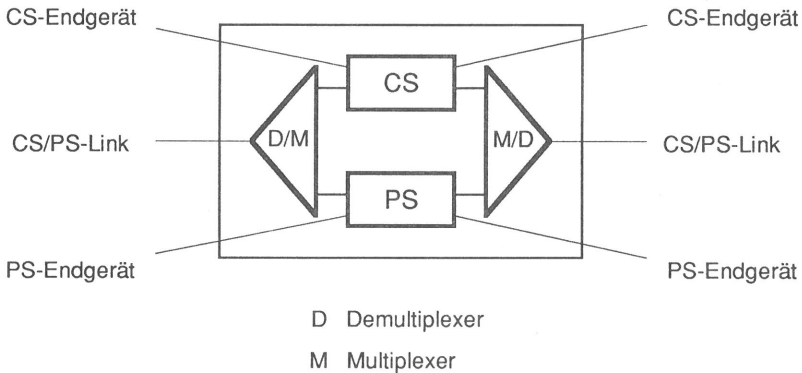 CS-Endgerät CS-Endgerät
CS
CS/PS-Link D/M M/D CS/PS-Link
PS
PS-Endgerät PS-Endgerät
D Demultiplexer
M Multiplexer